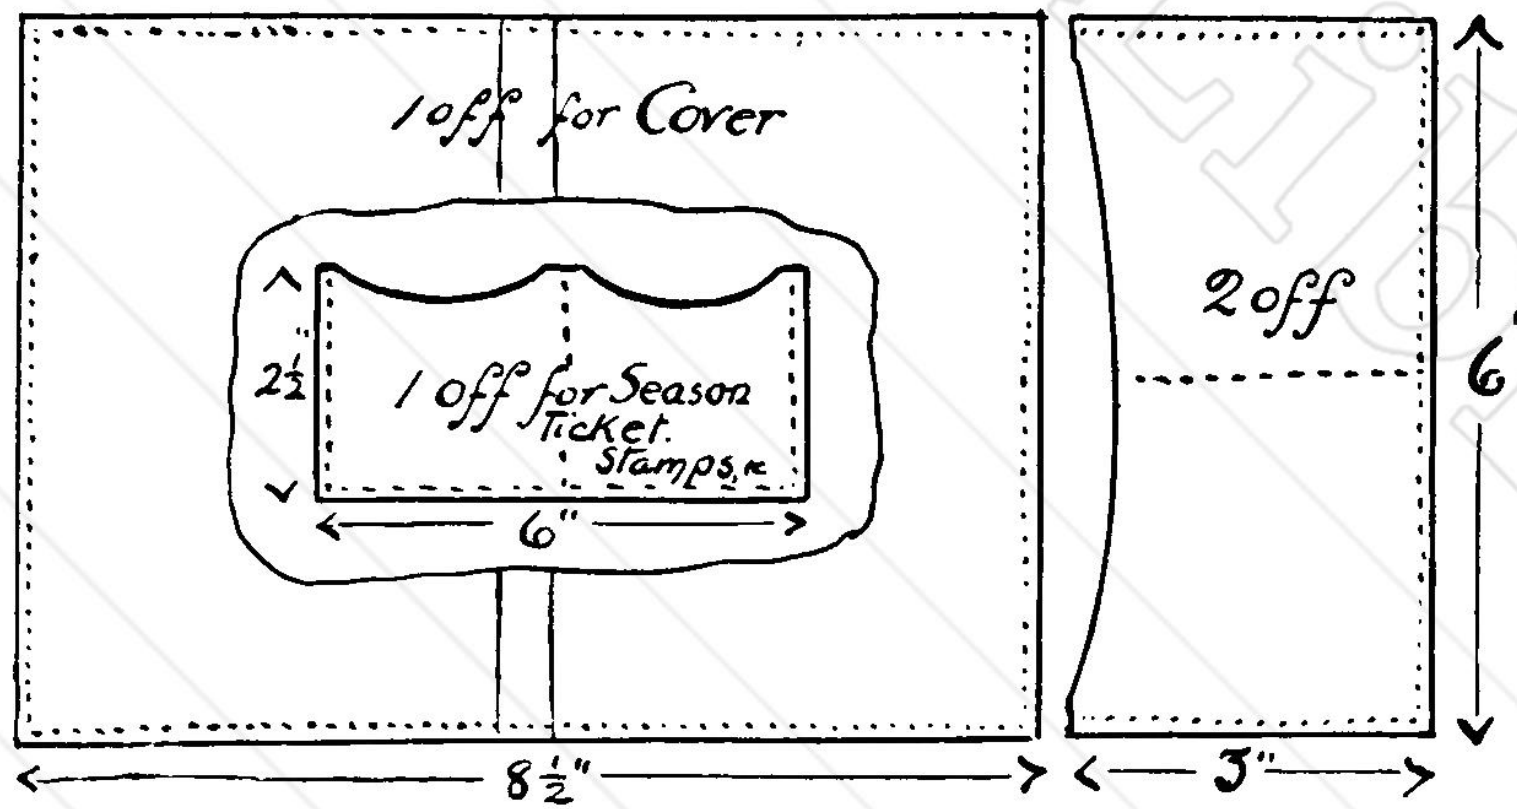 1 off for Cover
2 off
2½"
1 off for Season
Ticket.
Stamps,
6"
6"
8½"
3"